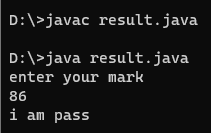 D:\>javac result.java
D:\>java result.java
enter your mark
86
i am pass